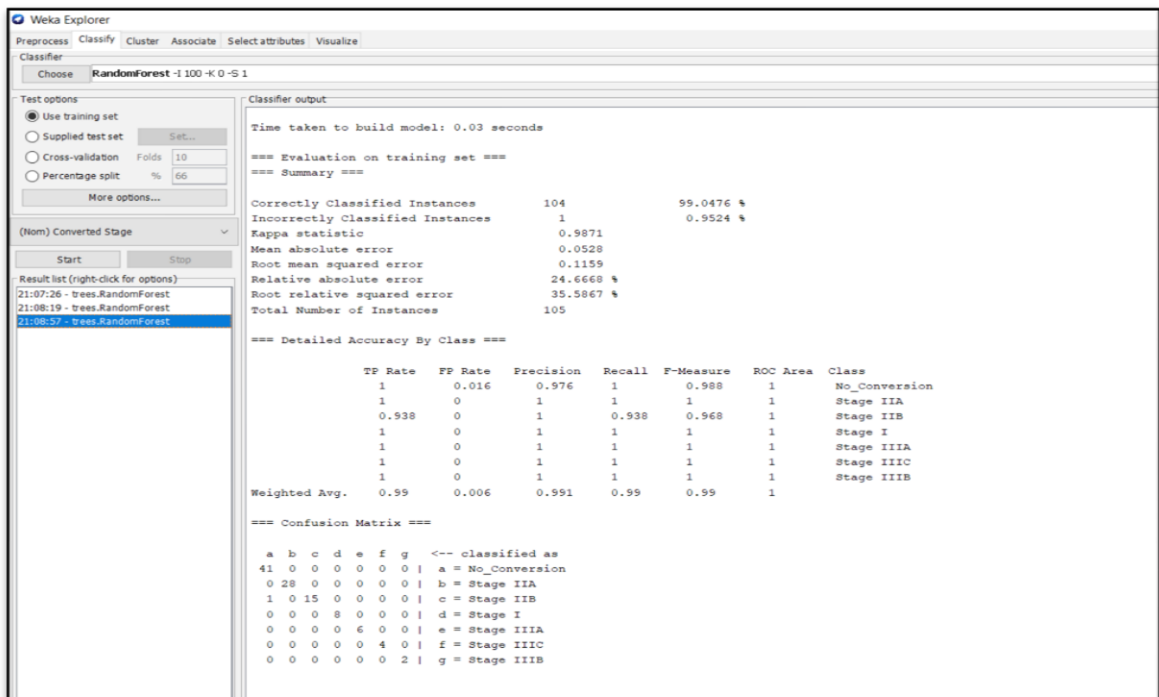 Weka Explorer
Preprocess Classify Cluster Associate Select attributes Visualize
Classifier
Choose RandomForest -I 100 -K 0 -S 1
Test options
Use training set
Supplied test set Set...
Cross-validation Folds 10
Percentage split % 66
More options...
(Nom) Converted Stage
Start Stop
Result list (right-click for options)
21:07:26 - trees.RandomForest
21:08:19 - trees.RandomForest
21:08:57 - trees.RandomForest
Classifier output
Time taken to build model: 0.03 seconds
=== Evaluation on training set ===
=== Summary ===
Correctly Classified Instances 104 99.0476 %
Incorrectly Classified Instances 1 0.9524 %
Kappa statistic 0.9871
Mean absolute error 0.0528
Root mean squared error 0.1159
Relative absolute error 24.6668 %
Root relative squared error 35.5867 %
Total Number of Instances 105
=== Detailed Accuracy By Class ===
TP Rate FP Rate Precision Recall F-Measure ROC Area Class
1 0.016 0.976 1 0.988 1 No_Conversion
1 0 1 1 1 1 Stage IIA
0.938 0 1 0.938 0.968 1 Stage IIB
1 0 1 1 1 1 Stage I
1 0 1 1 1 1 Stage IIIA
1 0 1 1 1 1 Stage IIIC
1 0 1 1 1 1 Stage IIIB
Weighted Avg. 0.99 0.006 0.991 0.99 0.99 1
=== Confusion Matrix ===
a b c d e f g <-- classified as
41 0 0 0 0 0 0 | a = No_Conversion
0 28 0 0 0 0 0 | b = Stage IIA
1 0 15 0 0 0 0 | c = Stage IIB
0 0 0 8 0 0 0 | d = Stage I
0 0 0 0 6 0 0 | e = Stage IIIA
0 0 0 0 0 4 0 | f = Stage IIIC
0 0 0 0 0 0 2 | g = Stage IIIB